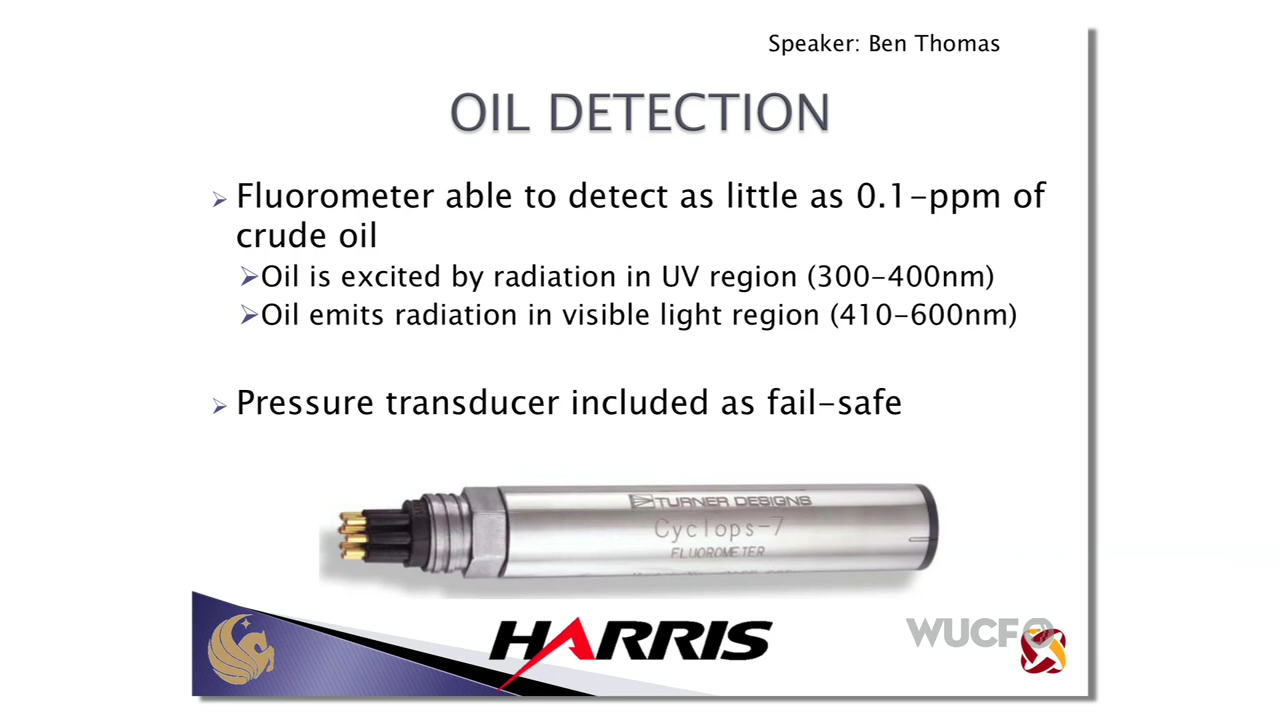 Speaker: Ben Thomas
OIL DETECTION
Fluorometer able to detect as little as 0.1-ppm of
crude oil
Oil is excited by radiation in UV region (300-400nm)
Oil emits radiation in visible light region (410-600nm)
Pressure transducer included as fail-safe
TURNER DESIGNS
Cyclops-7
FLUOROMETER
HARRIS
WUCF